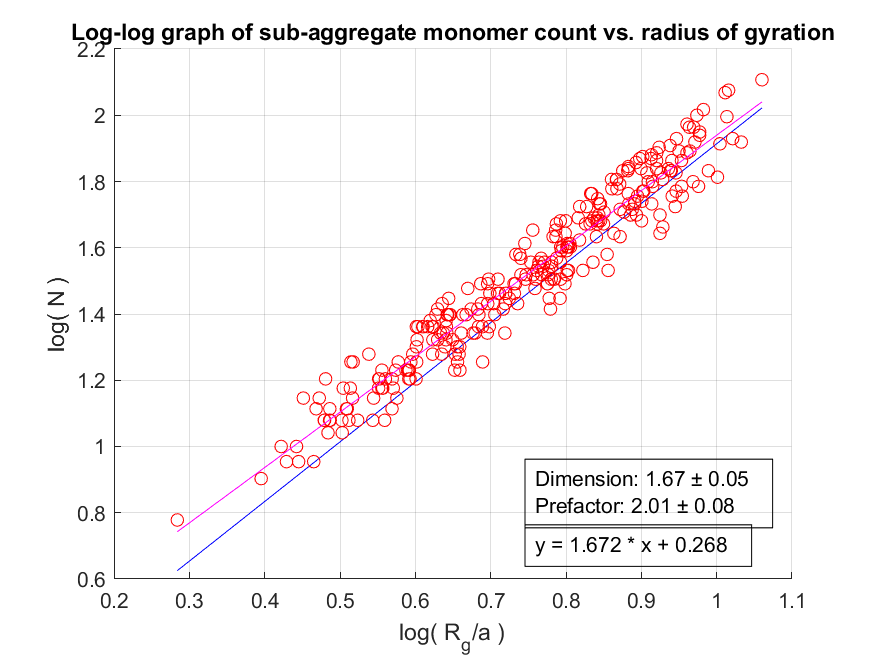 Log-log graph of sub-aggregate monomer count vs. radius of gyration
2.2
2
1.8
1.6
1.4
1.2
1
0.8
0.6
log( N )
Dimension: 1.67 ± 0.05
Prefactor: 2.01 ± 0.08
y = 1.672 * x + 0.268
0.2 0.3 0.4 0.5 0.6 0.7 0.8 0.9 1 1.1
log( Rg/a )